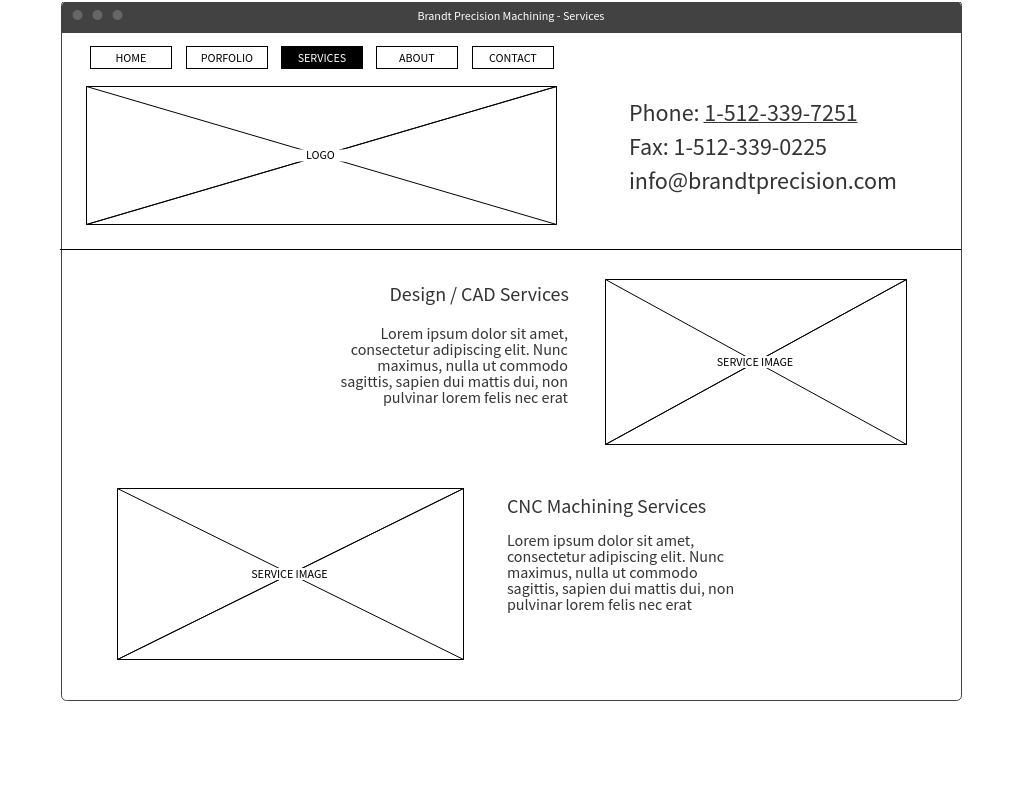 Brandt Precision Machining - Services
HOME
PORFOLIO
SERVICES
ABOUT
CONTACT
LOGO
Phone: 1-512-339-7251
Fax: 1-512-339-0225
info@brandtprecision.com
Design / CAD Services
Lorem ipsum dolor sit amet,
consectetur adipiscing elit. Nunc
maximus, nulla ut commodo
sagittis, sapien dui mattis dui, non
pulvinar lorem felis nec erat
SERVICE IMAGE
SERVICE IMAGE
CNC Machining Services
Lorem ipsum dolor sit amet,
consectetur adipiscing elit. Nunc
maximus, nulla ut commodo
sagittis, sapien dui mattis dui, non
pulvinar lorem felis nec erat